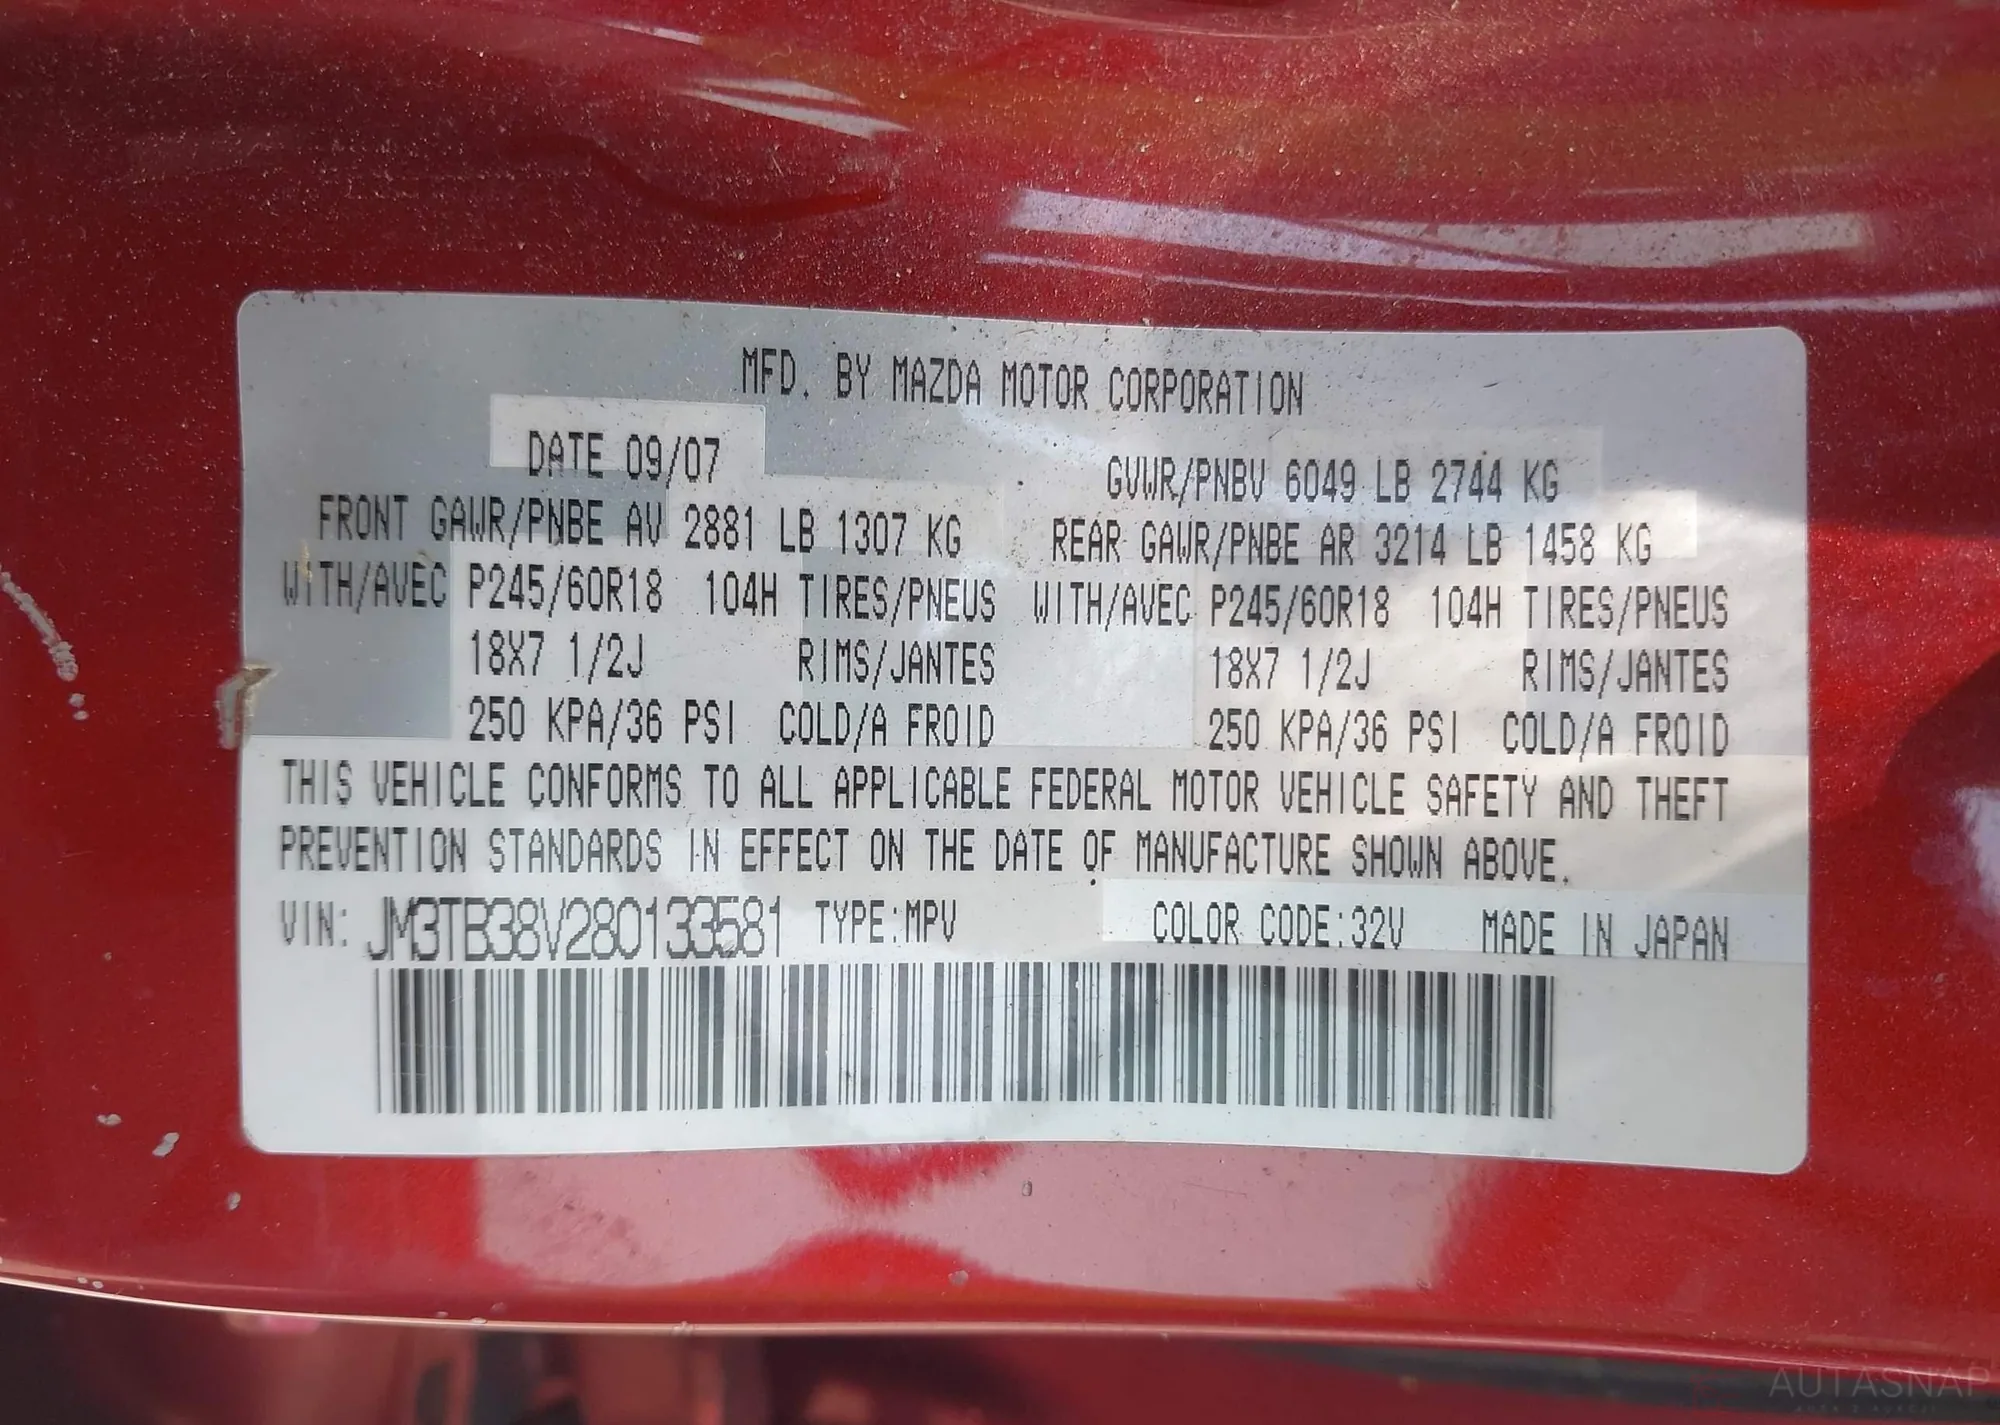 MFD. BY MAZDA MOTOR CORPORATION
DATE 09/07 GVWR/PNBV 6049 LB 2744 KG
FRONT GAWR/PNBE AV 2881 LB 1307 KG REAR GAWR/PNBE AR 3214 LB 1458 KG
WITH/AVEC P245/60R18 104H TIRES/PNEUS WITH/AVEC P245/60R18 104H TIRES/PNEUS
18X7 1/2J RIMS/JANTES 18X7 1/2J RIMS/JANTES
250 KPA/36 PSI COLD/A FROID 250 KPA/36 PSI COLD/A FROID
THIS VEHICLE CONFORMS TO ALL APPLICABLE FEDERAL MOTOR VEHICLE SAFETY AND THEFT
PREVENTION STANDARDS IN EFFECT ON THE DATE OF MANUFACTURE SHOWN ABOVE.
VIN: JM3TB38V280133581 TYPE:MPV COLOR CODE:32V MADE IN JAPAN
AUTASNAP